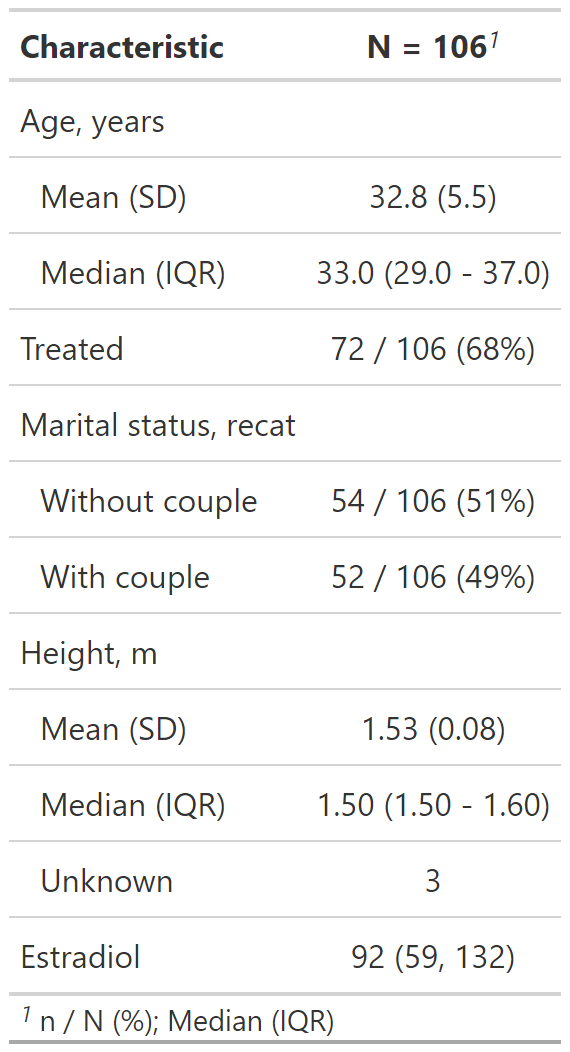 Characteristic N = 106¹
Age, years
Mean (SD) 32.8 (5.5)
Median (IQR) 33.0 (29.0 - 37.0)
Treated 72 / 106 (68%)
Marital status, recat
Without couple 54 / 106 (51%)
With couple 52 / 106 (49%)
Height, m
Mean (SD) 1.53 (0.08)
Median (IQR) 1.50 (1.50 - 1.60)
Unknown 3
Estradiol 92 (59, 132)
¹ n / N (%); Median (IQR)